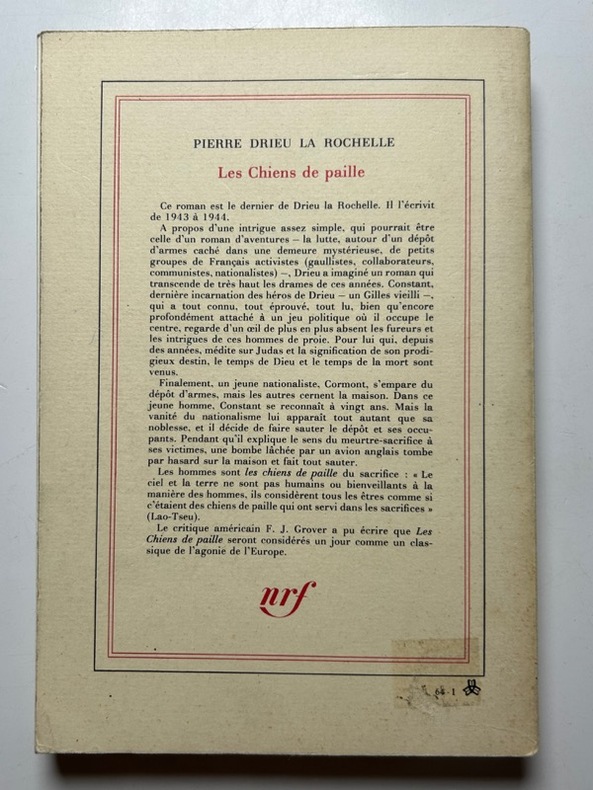 PIERRE DRIEU LA ROCHELLE
Les Chiens de paille
Ce roman est le dernier de Drieu la Rochelle. Il l'écrivit
de 1943 à 1944.
A propos d'une intrigue assez simple, qui pourrait être
celle d'un roman d'aventures – la lutte, autour d'un dépôt
d'armes caché dans une demeure mystérieuse, de petits
groupes de Français activistes (gaullistes, collaborateurs,
communistes, nationalistes) –, Drieu a imaginé un roman qui
transcende de très haut les drames de ces années. Constant,
dernière incarnation des héros de Drieu – un Gilles vieilli –,
qui a tout connu, tout éprouvé, tout lu, bien qu'encore
profondément attaché à un jeu politique où il occupe le
centre, regarde d'un œil de plus en plus absent les fureurs et
les intrigues de ces hommes de proie. Pour lui qui, depuis
des années, médite sur Judas et la signification de son prodi-
gieux destin, le temps de Dieu et le temps de la mort sont
venus.
Finalement, un jeune nationaliste, Cormont, s'empare du
dépôt d'armes, mais les autres cernent la maison. Dans ce
jeune homme, Constant se reconnaît à vingt ans. Mais la
vanité du nationalisme lui apparaît tout autant que sa
noblesse, et il décide de faire sauter le dépôt et ses occu-
pants. Pendant qu'il explique le sens du meurtre-sacrifice à
ses victimes, une bombe lâchée par un avion anglais tombe
par hasard sur la maison et fait tout sauter.
Les hommes sont les chiens de paille du sacrifice : « Le
ciel et la terre ne sont pas humains ou bienveillants à la
manière des hommes, ils considèrent tous les êtres comme si
c'étaient des chiens de paille qui ont servi dans les sacrifices »
(Lao-Tseu).
Le critique américain F. J. Grover a pu écrire que Les
Chiens de paille seront considérés un jour comme un clas-
sique de l'agonie de l'Europe.
nrf